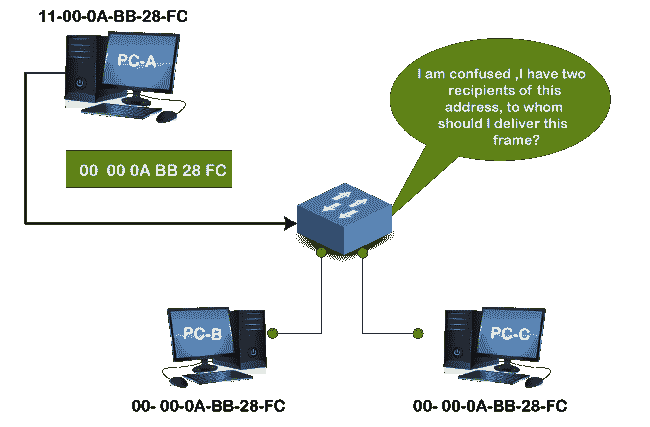 11-00-0A-BB-28-FC
PC-A
I am confused ,I have two
recipients of this
address, to whom
should I deliver this
frame?
00 00 0A BB 28 FC
PC-B
PC-C
00- 00-0A-BB-28-FC
00- 00-0A-BB-28-FC